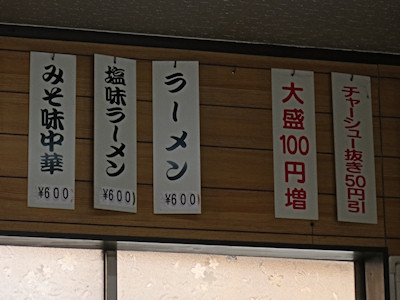 みそ味中華
¥600
塩味ラーメン
¥600
ラーメン
¥600
大盛100円増
チャーシュー抜き50円引